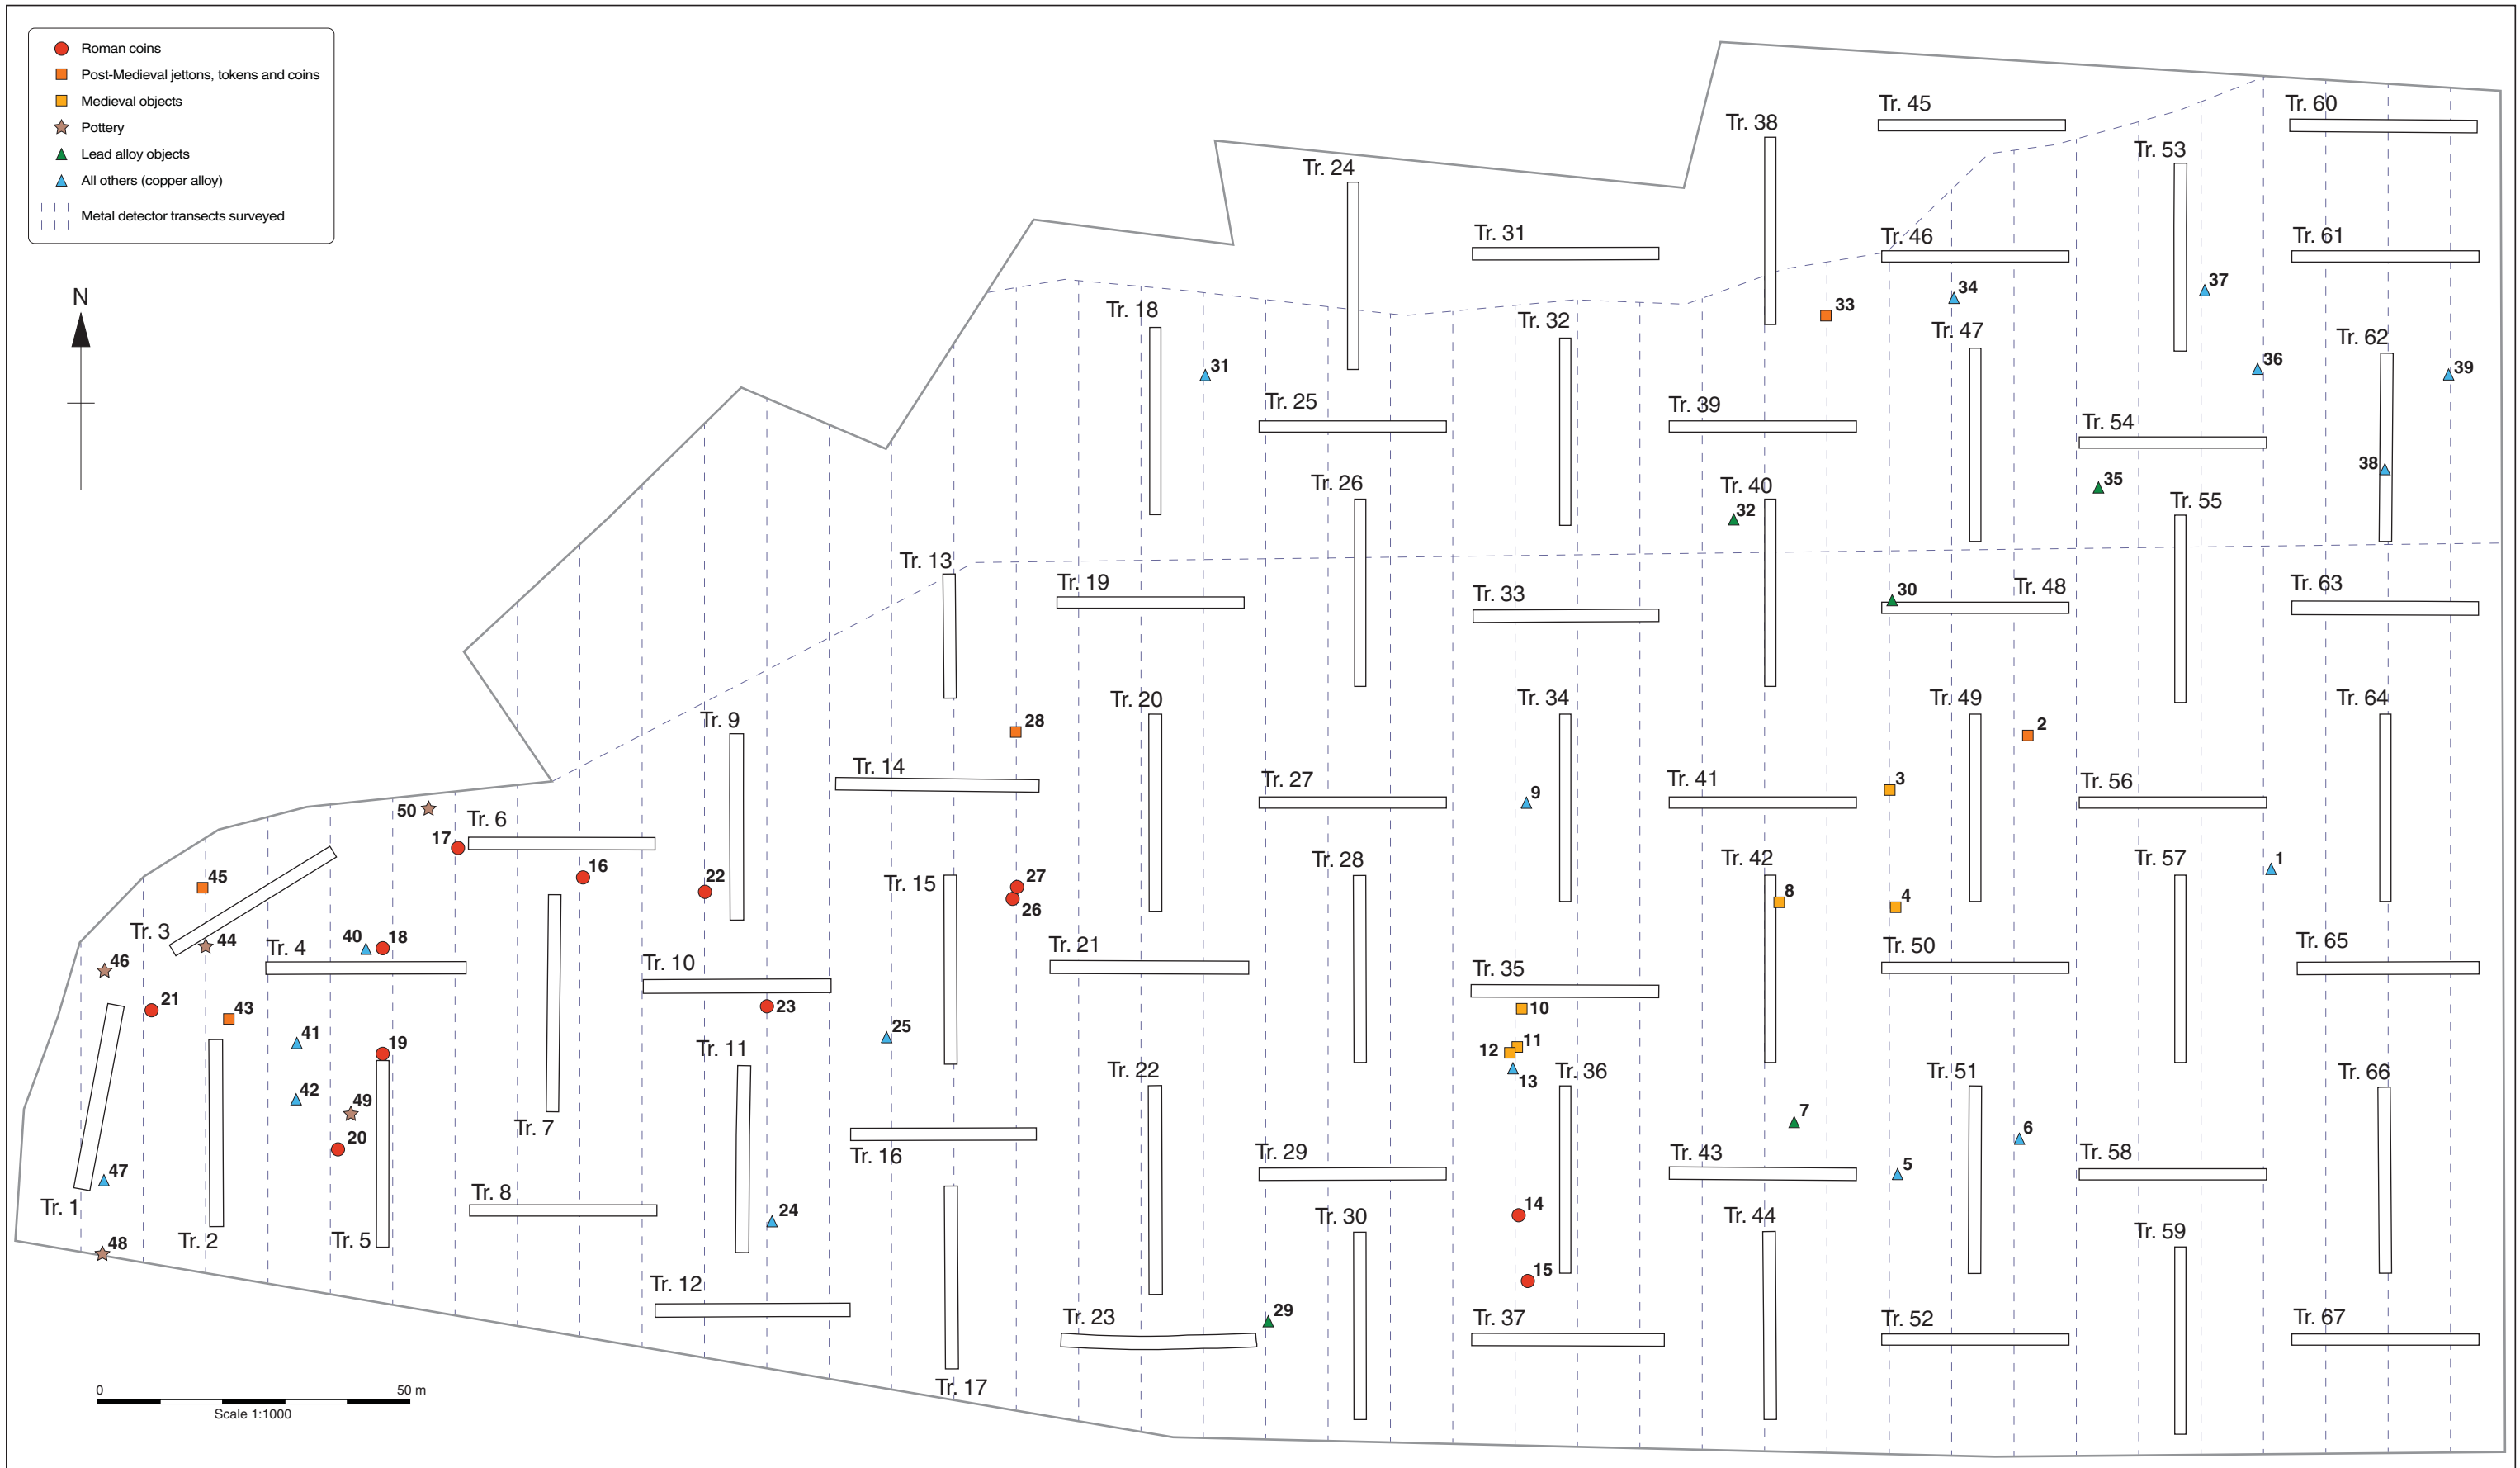 Roman coins
Post-Medieval jettons, tokens and coins
Medieval objects
Pottery
Lead alloy objects
All others (copper alloy)
Metal detector transects surveyed
N
Tr. 45
Tr. 60
Tr. 38
Tr. 53
Tr. 24
Tr. 31
Tr. 46
Tr. 61
37
34
33
Tr. 18
Tr. 32
Tr. 47
Tr. 62
36
39
31
Tr. 25
Tr. 39
Tr. 54
38
35
Tr. 26
Tr. 40
Tr. 55
32
Tr. 13
Tr. 19
Tr. 33
30
Tr. 48
Tr. 63
Tr. 20
Tr. 34
Tr. 49
Tr. 64
28
Tr. 9
2
Tr. 14
Tr. 27
9
Tr. 41
3
Tr. 56
50
17
Tr. 6
16
22
27
26
Tr. 15
Tr. 28
Tr. 42
8
4
Tr. 57
1
45
Tr. 3
44
Tr. 4
40
18
46
Tr. 10
Tr. 21
Tr. 35
Tr. 50
Tr. 65
21
43
23
10
41
19
Tr. 11
25
12
11
13
Tr. 22
Tr. 36
Tr. 51
Tr. 66
42
49
20
Tr. 7
7
6
Tr. 16
Tr. 29
Tr. 43
5
Tr. 58
47
Tr. 1
Tr. 8
24
14
48
Tr. 2
Tr. 5
Tr. 30
Tr. 44
Tr. 59
Tr. 12
15
29
Tr. 23
Tr. 37
Tr. 52
Tr. 67
Tr. 17
0
50 m
Scale 1:1000